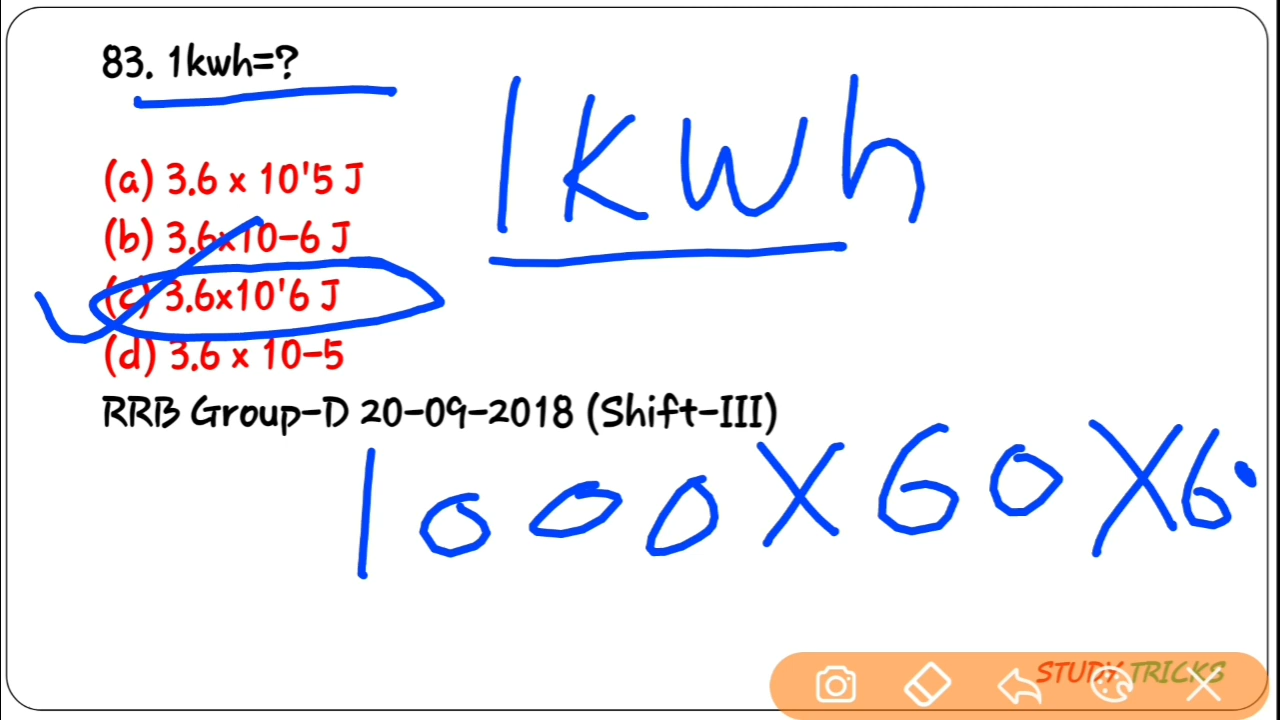 83. 1kwh=?
1kwh
(a) 3.6 x 10'5 J
(b) 3.6x10-6 J
(c) 3.6x10'6 J
(d) 3.6 x 10-5
RRB Group-D 20-09-2018 (Shift-III)
1000X60X60
STUDY TRICKS